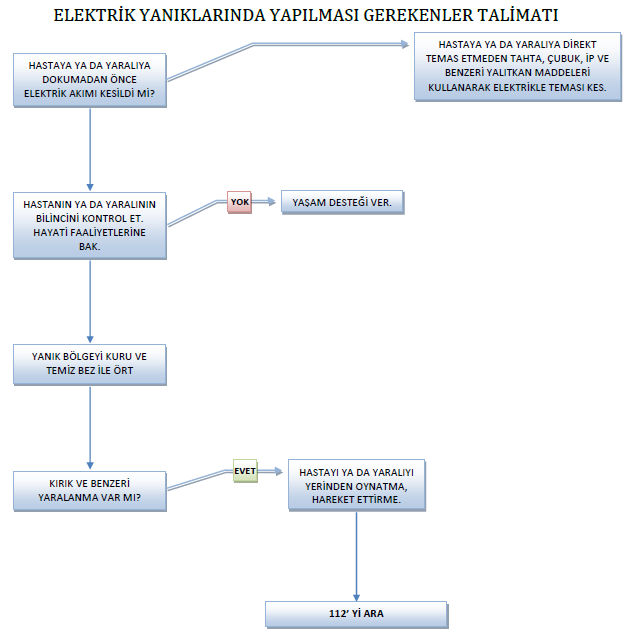 ELEKTRİK YANIKLARINDA YAPILMASI GEREKENLER TALİMATI
HASTAYA YA DA YARALIYA
DOKUMADAN ÖNCE
ELEKTRİK AKIMI KESİLDİ Mİ?
HASTAYA YA DA YARALIYA DİREKT
TEMAS ETMEDEN TAHTA, ÇUBUK, İP VE
BENZERİ YALITKAN MADDELERİ
KULLANARAK ELEKTRİKLE TEMASI KES.
HASTANIN YA DA YARALININ
BİLİNCİNİ KONTROL ET.
HAYATİ FAALİYETLERİNE
BAK.
YOK
YAŞAM DESTEĞİ VER.
YANIK BÖLGEYİ KURU VE
TEMİZ BEZ İLE ÖRT
KIRIK VE BENZERİ
YARALANMA VAR MI?
EVET
HASTAYI YA DA YARALIYI
YERİNDEN OYNATMA,
HAREKET ETTİRME.
112’ Yİ ARA